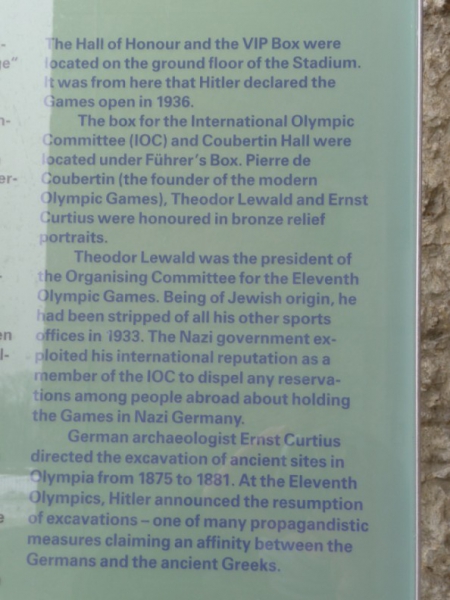 The Hall of Honour and the VIP Box were
located on the ground floor of the Stadium.
It was from here that Hitler declared the
Games open in 1936.
The box for the International Olympic
Committee (IOC) and Coubertin Hall were
located under Führer's Box. Pierre de
Coubertin (the founder of the modern
Olympic Games), Theodor Lewald and Ernst
Curtius were honoured in bronze relief
portraits.
Theodor Lewald was the president of
the Organising Committee for the Eleventh
Olympic Games. Being of Jewish origin, he
had been stripped of all his other sports
offices in 1933. The Nazi government ex-
ploited his international reputation as a
member of the IOC to dispel any reserva-
tions among people abroad about holding
the Games in Nazi Germany.
German archaeologist Ernst Curtius
directed the excavation of ancient sites in
Olympia from 1875 to 1881. At the Eleventh
Olympics, Hitler announced the resumption
of excavations – one of many propagandistic
measures claiming an affinity between the
Germans and the ancient Greeks.